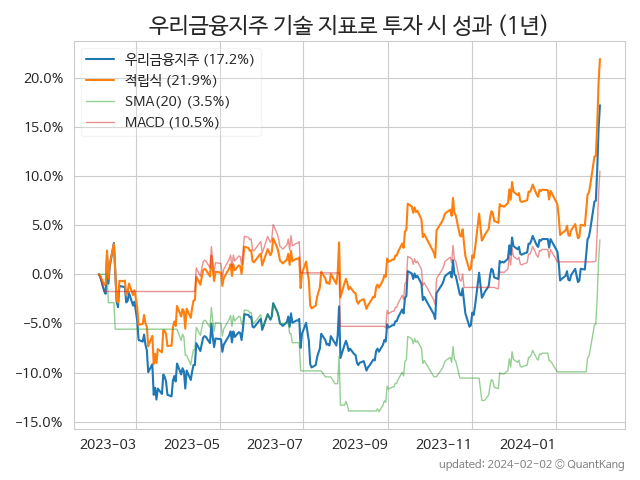 우리금융지주 기술 지표로 투자 시 성과 (1년)
우리금융지주 (17.2%)
적립식 (21.9%)
SMA(20) (3.5%)
MACD (10.5%)
20.0%
15.0%
10.0%
5.0%
0.0%
−5.0%
−10.0%
−15.0%
2023-03 2023-05 2023-07 2023-09 2023-11 2024-01
updated: 2024-02-02 © QuantKang